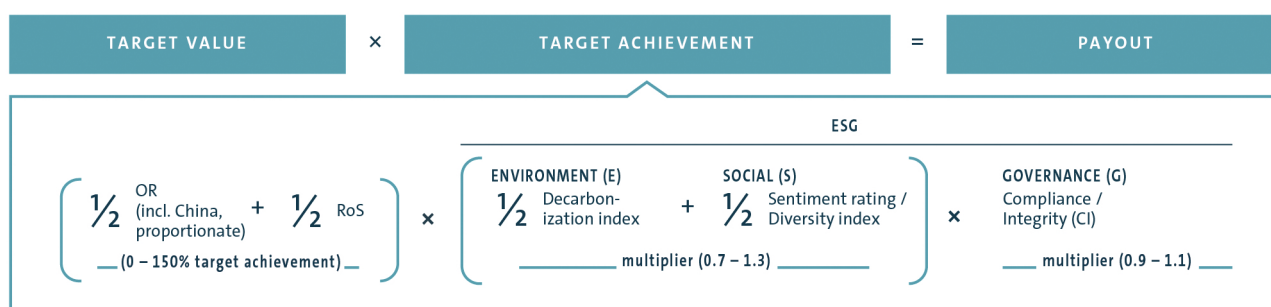 TARGET VALUE × TARGET ACHIEVEMENT = PAYOUT
ESG
ENVIRONMENT (E) SOCIAL (S) GOVERNANCE (G)
½ OR (incl. China, proportionate) + ½ RoS × ½ Decarbon-ization index + ½ Sentiment rating / Diversity index × Compliance / Integrity (CI)
(0 – 150% target achievement) multiplier (0.7 – 1.3) multiplier (0.9 – 1.1)